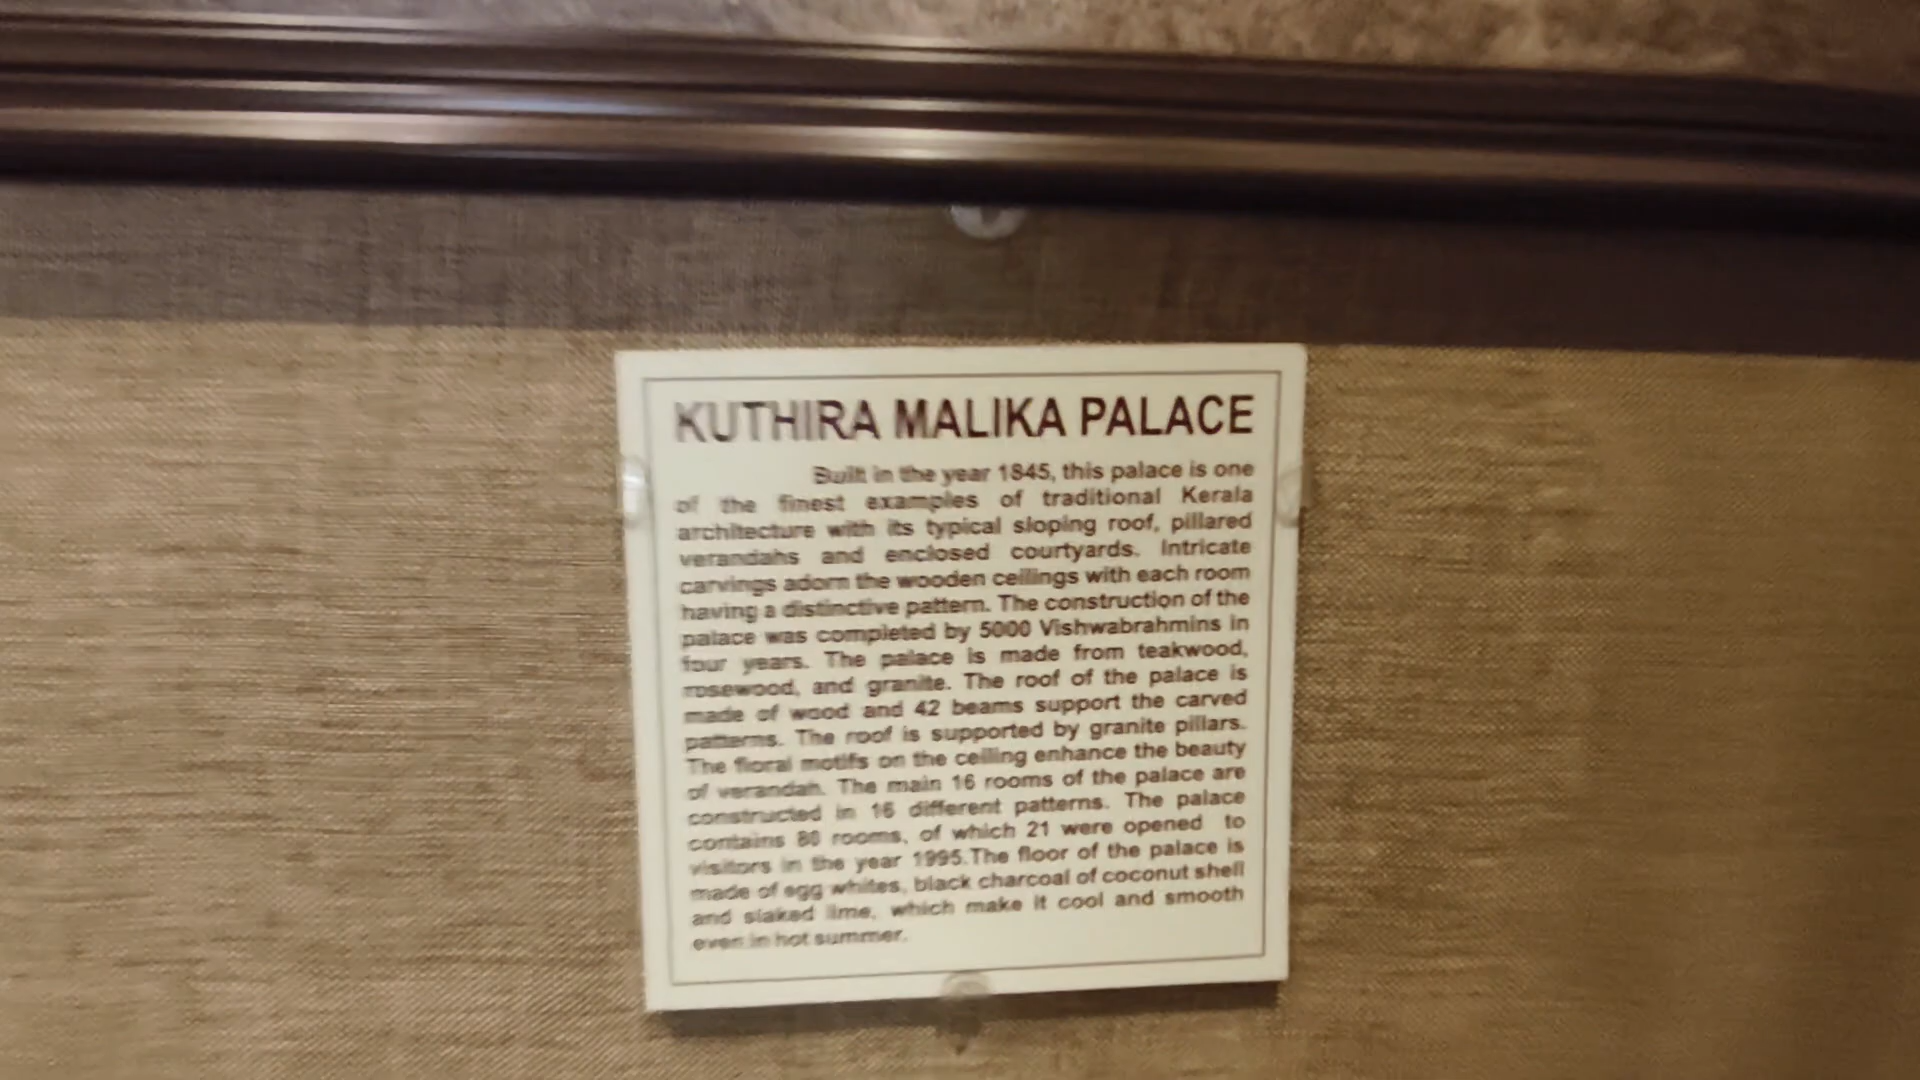 KUTHIRA MALIKA PALACE
Built in the year 1845, this palace is one
of the finest examples of traditional Kerala
architecture with its typical sloping roof, pillared
verandahs and enclosed courtyards. Intricate
carvings adorn the wooden ceilings with each room
having a distinctive pattern. The construction of the
palace was completed by 5000 Vishwabrahmins in
four years. The palace is made from teakwood,
rosewood, and granite. The roof of the palace is
made of wood and 42 beams support the carved
patterns. The roof is supported by granite pillars.
The floral motifs on the ceiling enhance the beauty
of verandah. The main 16 rooms of the palace are
constructed in 16 different patterns. The palace
contains 80 rooms, of which 21 were opened to
visitors in the year 1995.The floor of the palace is
made of egg whites, black charcoal of coconut shell
and slaked lime, which make it cool and smooth
even in hot summer.